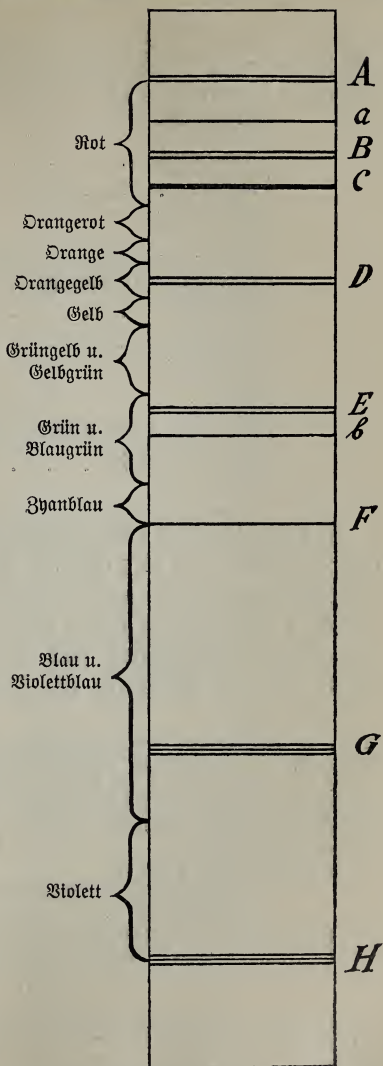 A
a
Rot
B
C
Orangerot
Orange
Orangegelb
D
Gelb
Grüngelb u.
Gelbgrün
E
Grün u.
Blaugrün
b
Zyanblau
F
Blau u.
Violettblau
G
Violett
H